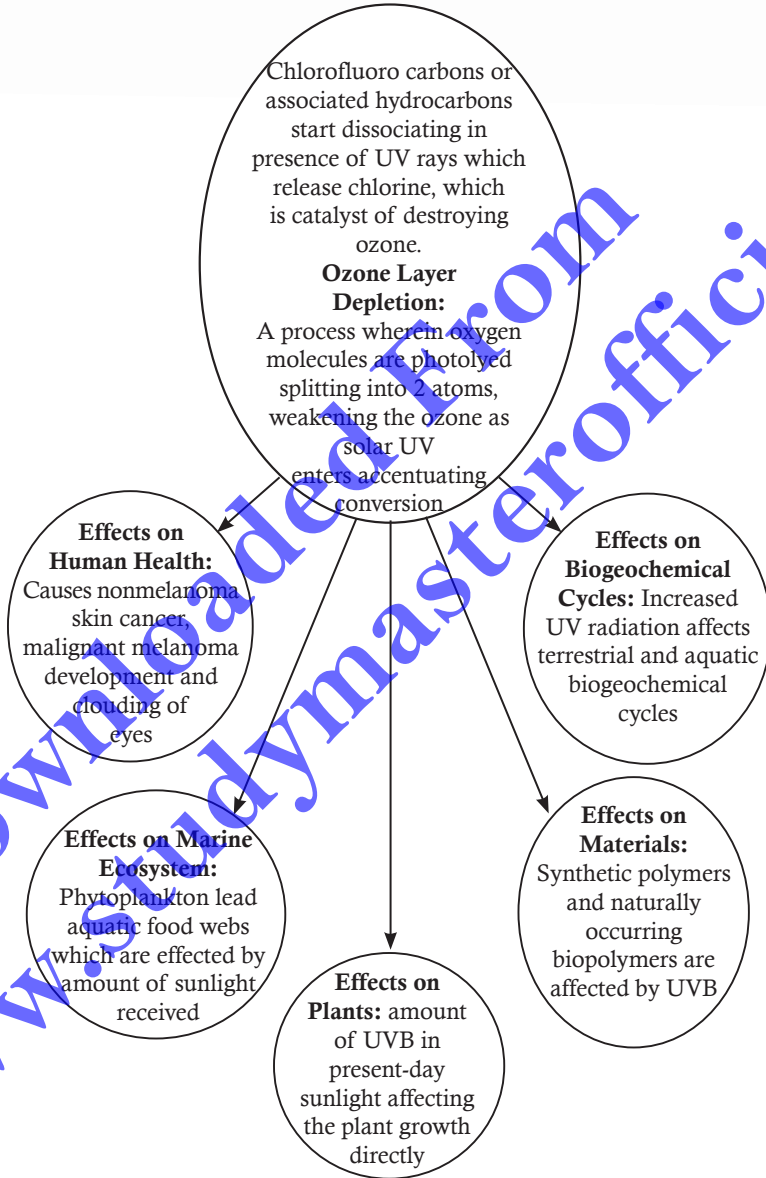 Chlorofluoro carbons or
associated hydrocarbons
start dissociating in
presence of UV rays which
release chlorine, which
is catalyst of destroying
ozone.
Ozone Layer
Depletion:
A process wherein oxygen
molecules are photolyed
splitting into 2 atoms,
weakening the ozone as
solar UV
enters accentuating
conversion
Effects on
Human Health:
Causes nonmelanoma
skin cancer,
malignant melanoma
development and
clouding of
eyes
Effects on
Biogeochemical
Cycles: Increased
UV radiation affects
terrestrial and aquatic
biogeochemical
cycles
Effects on Marine
Ecosystem:
Phytoplankton lead
aquatic food webs
which are effected by
amount of sunlight
received
Effects on
Materials:
Synthetic polymers
and naturally
occurring
biopolymers are
affected by UVB
Effects on
Plants: amount
of UVB in
present-day
sunlight affecting
the plant growth
directly
ownloaded From
w.studymasteroffici